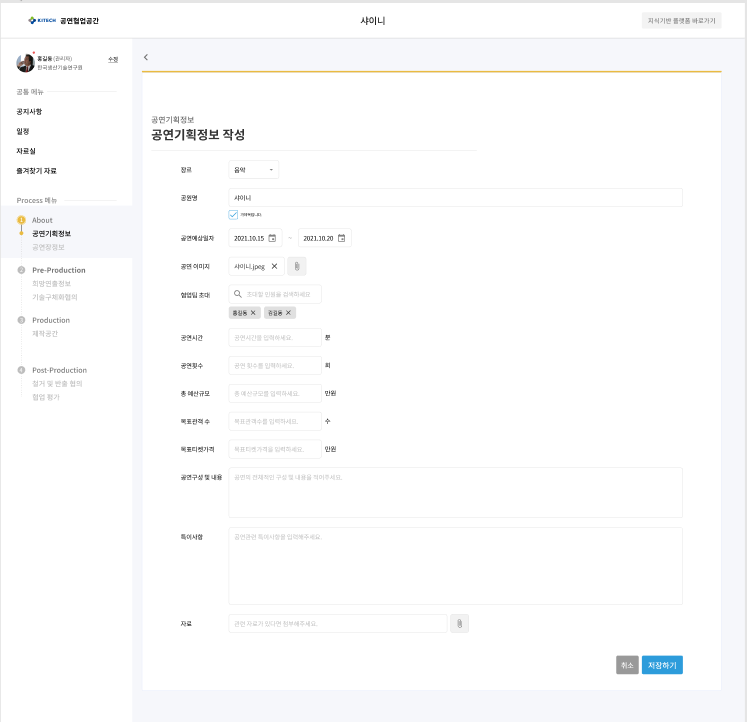 KITECH 공연협업공간
샤이니
지식기반 플랫폼 바로가기
홍길동 (관리자)
수정
한국생산기술연구원
공통 메뉴
공지사항
일정
자료실
즐겨찾기 자료
Process 메뉴
1 About
공연기획정보
공연장정보
2 Pre-Production
희망연출정보
기술구체화협의
3 Production
제작공간
4 Post-Production
철거 및 반출 협의
협업 평가
공연기획정보
공연기획정보 작성
장르
음악
공연명
샤이니
공연예상일자
2021.10.15
~
2021.10.20
공연 이미지
샤이니.jpeg
협업팀 초대
초대할 인원을 검색하세요
홍길동
김길동
공연시간
공연시간을 입력하세요.
분
공연횟수
공연 횟수를 입력하세요.
회
총 예산규모
총 예산규모를 입력하세요.
만원
목표관객 수
목표관객수를 입력하세요.
수
목표티켓가격
목표티켓가격을 입력하세요.
만원
공연구성 및 내용
공연의 전체적인 구성 및 내용을 적어주세요.
특이사항
공연관련 특이사항을 입력해주세요.
자료
관련 자료가 있다면 첨부해주세요.
취소
저장하기